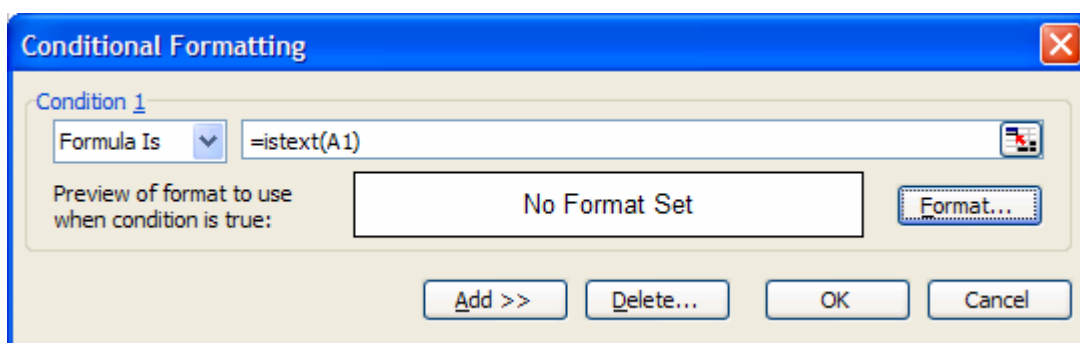 Conditional Formatting
Condition 1
Formula Is
=istext(A1)
Preview of format to use
when condition is true:
No Format Set
Format...
Add >>
Delete...
OK
Cancel